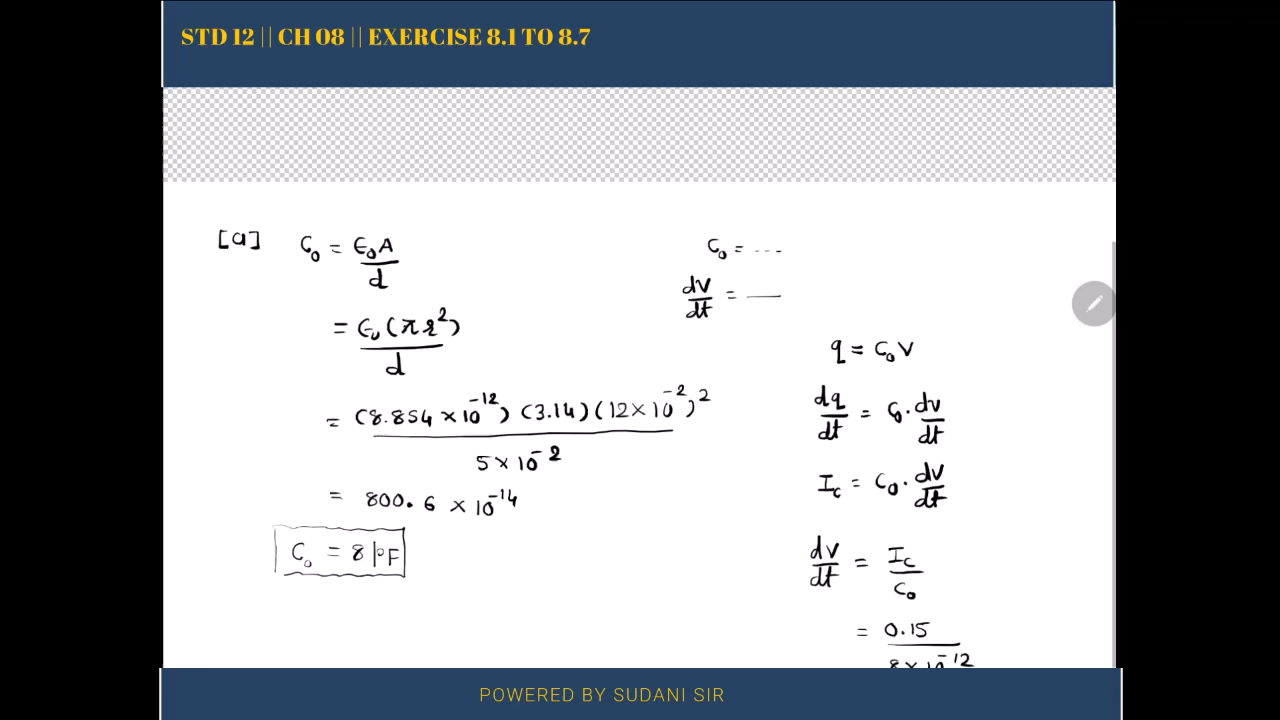 STD 12 || CH 08 || EXERCISE 8.1 TO 8.7
[a] C₀ = ϵ₀A / d
= ϵ₀(πr²) / d
= (8.854 × 10⁻¹²) (3.14) (12 × 10⁻²)² / 5 × 10⁻²
= 800.6 × 10⁻¹⁴
C₀ = 8 pF
C₀ = ---
dv/dt = —
q = C₀V
dq/dt = C₀ · dv/dt
I_c = C₀ · dv/dt
dv/dt = I_c / C₀
= 0.15 / 8 × 10⁻¹²
POWERED BY SUDANI SIR